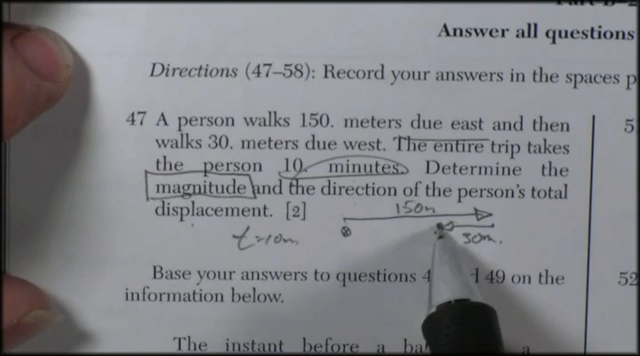 Answer all questions
Directions (47–58): Record your answers in the spaces p
47 A person walks 150. meters due east and then
walks 30. meters due west. The entire trip takes
the person 10. minutes. Determine the
magnitude and the direction of the person's total
displacement. [2]
150m
30m.
Base your answers to questions 4 49 on the
information below.
The instant before a ba a
5
52